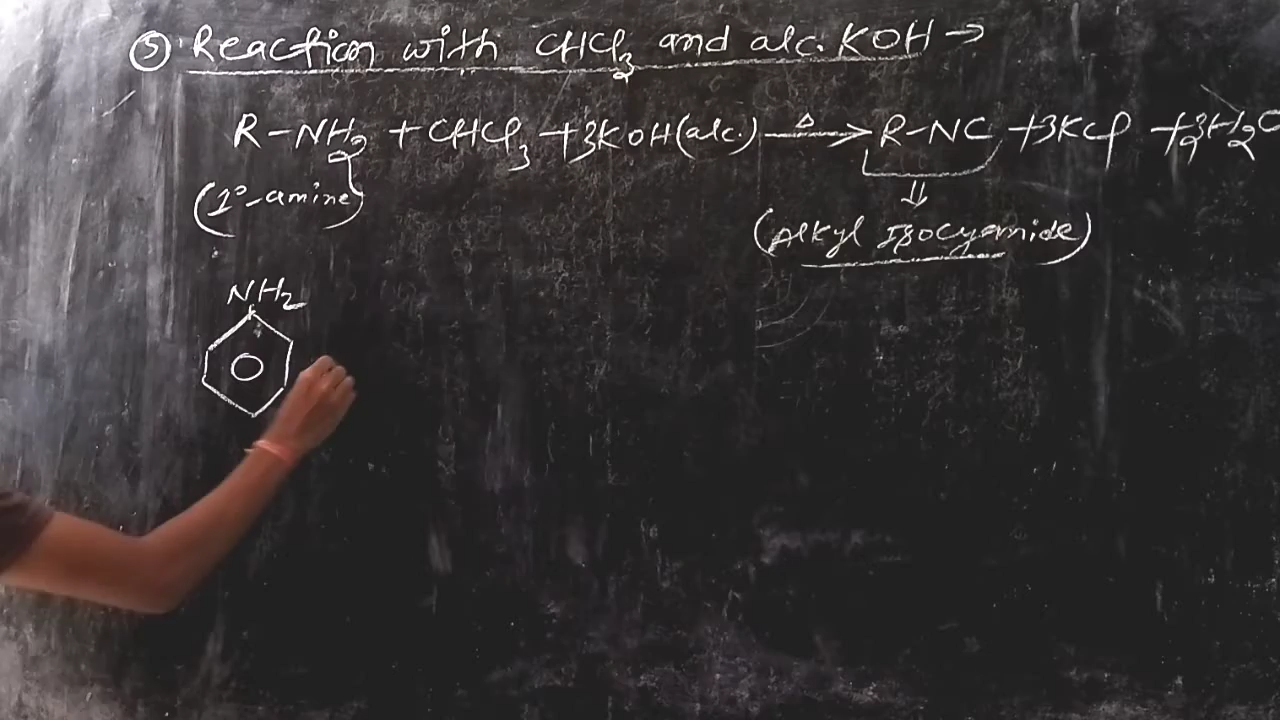 ⑤ Reaction with CHCl₃ and alc. KOH →
R-NH₂ + CHCl₃ + 3KOH(alc.) —Δ→ R-NC + 3KCl + 3H₂O
(1°-amine)
⇓
(Alkyl Isocyanide)
NH₂